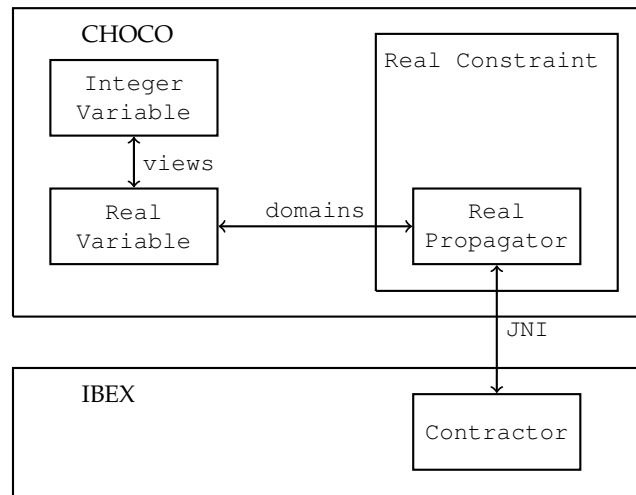 CHOCO
Integer
Variable
Real Constraint
views
Real
Variable
domains
Real
Propagator
JNI
IBEX
Contractor